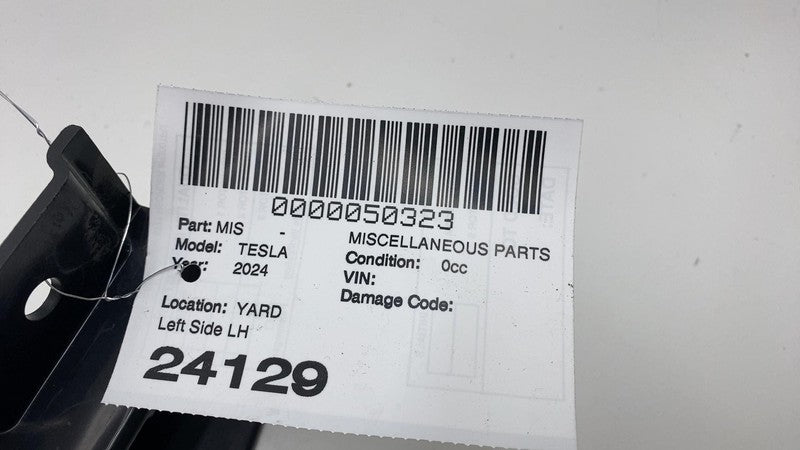 0000050323
Part: MIS - MISCELLANEOUS PARTS
Model: TESLA Condition: 0cc
Year: 2024 VIN:
Damage Code:
Location: YARD
Left Side LH
24129